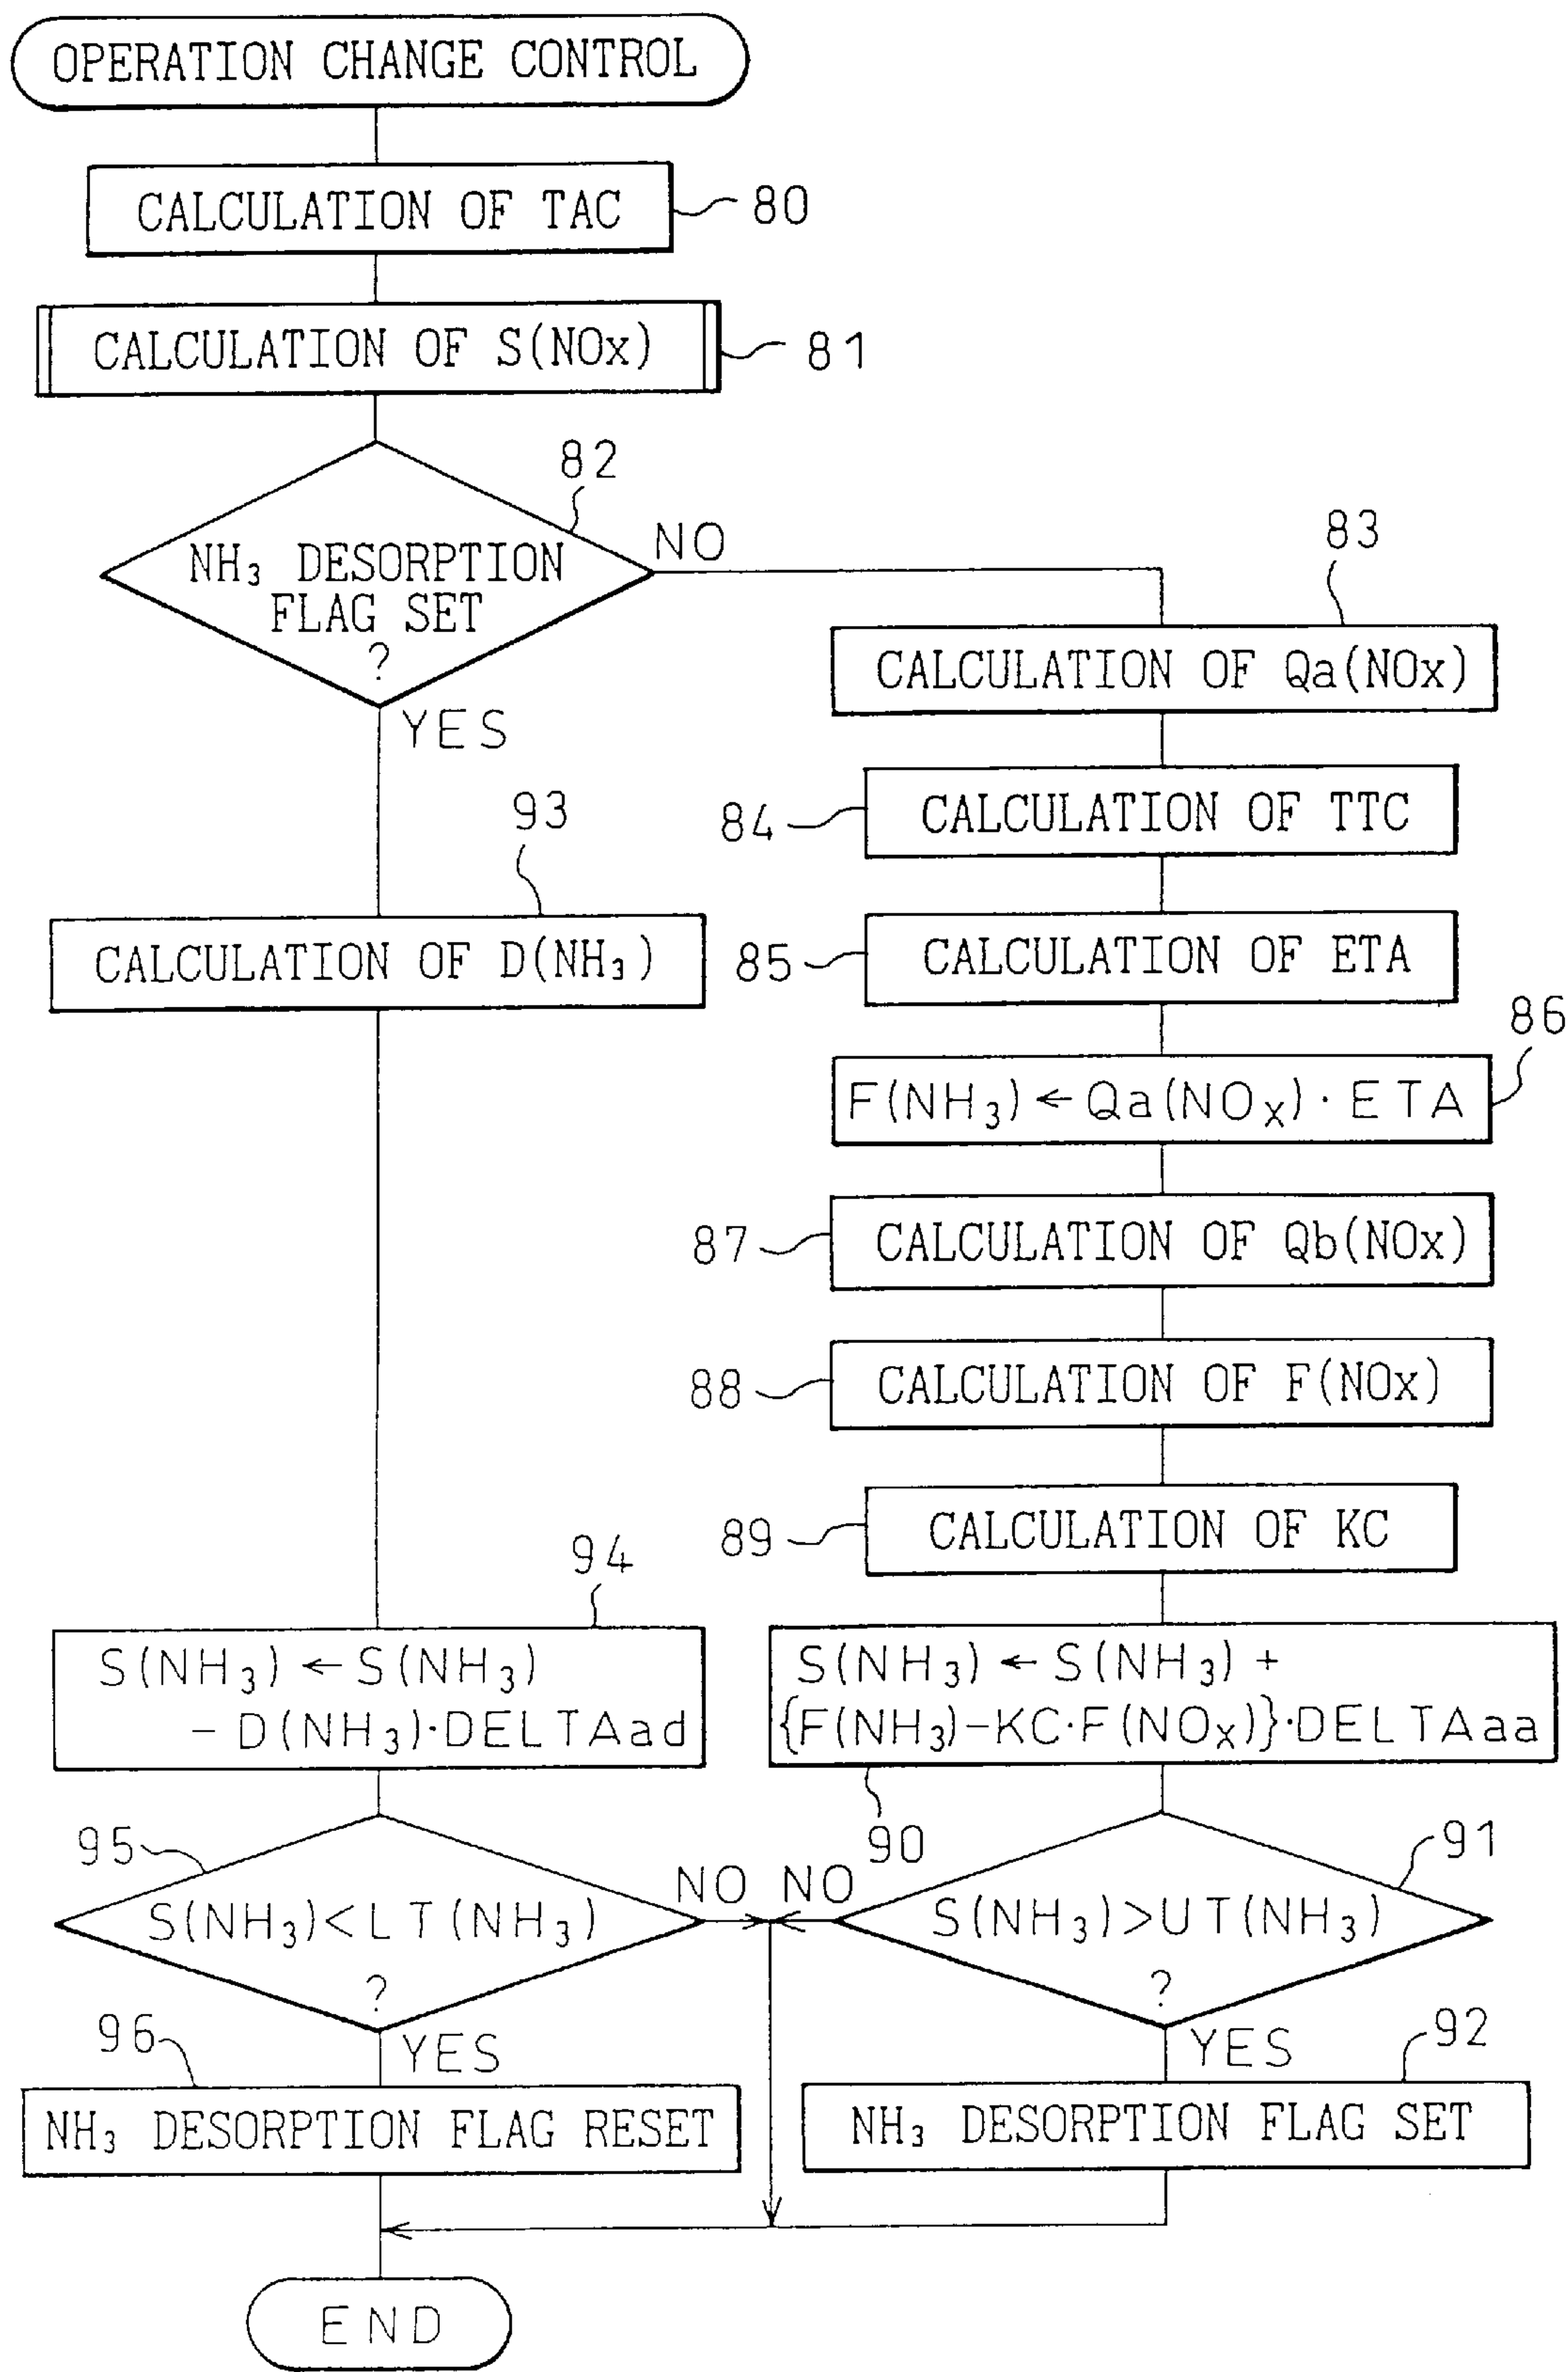 OPERATION CHANGE CONTROL
CALCULATION OF TAC
80
CALCULATION OF S(NOx)
81
82
NH₃ DESORPTION
FLAG SET
?
NO
YES
83
CALCULATION OF Qa(NOx)
84
CALCULATION OF TTC
93
CALCULATION OF D(NH₃)
85
CALCULATION OF ETA
86
F(NH₃) ← Qa(NOx)·ETA
87
CALCULATION OF Qb(NOx)
88
CALCULATION OF F(NOx)
89
CALCULATION OF KC
94
S(NH₃) ← S(NH₃)
- D(NH₃)·DELTAad
S(NH₃) ← S(NH₃) +
{F(NH₃)-KC·F(NOx)}·DELTAaa
90
95
S(NH₃)<LT(NH₃)
?
NO
NO
91
S(NH₃)>UT(NH₃)
?
96
YES
NH₃ DESORPTION FLAG RESET
YES
92
NH₃ DESORPTION FLAG SET
END